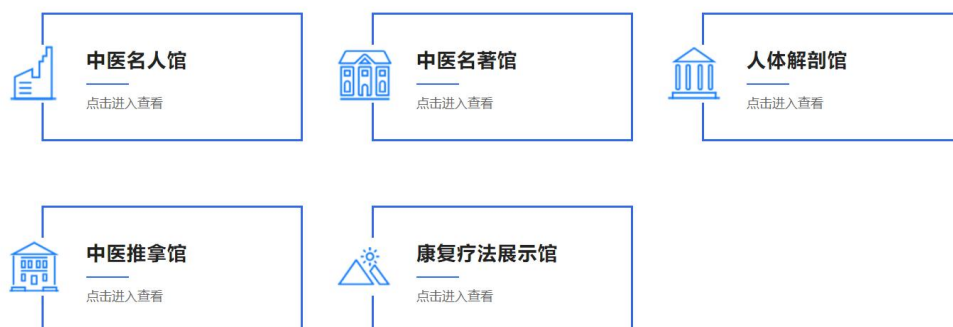 中医名人馆
点击进入查看
中医名著馆
点击进入查看
人体解剖馆
点击进入查看
中医推拿馆
点击进入查看
康复疗法展示馆
点击进入查看